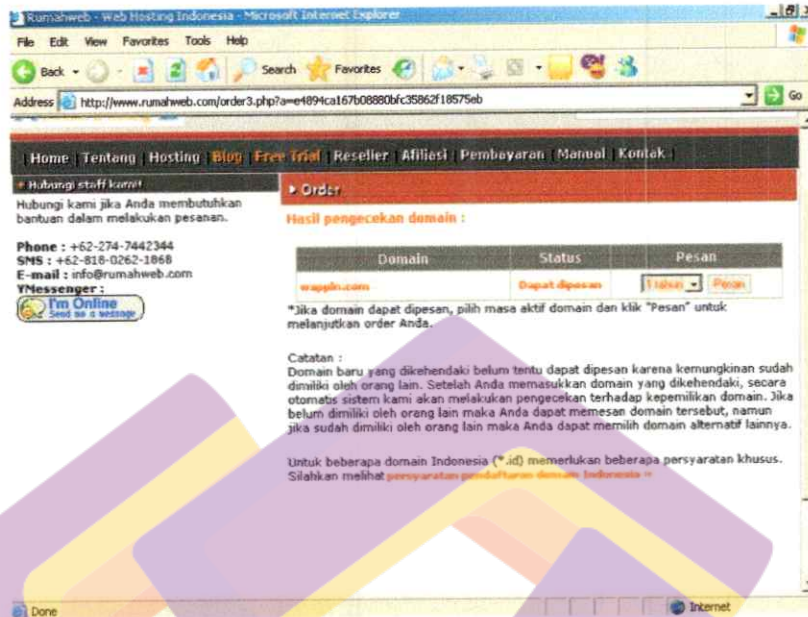 Rumahweb - Web Hosting Indonesia - Microsoft Internet Explorer
File Edit View Favorites Tools Help
Back Search Favorites
Address http://www.rumahweb.com/order3.php?a=e4894ca167b08880bfc35862f18575eb Go
Home | Tentang | Hosting | Blog | Free Trial | Reseller | Afiliasi | Pembayaran | Manual | Kontak |
Hubungi staff kami!
Hubungi kami jika Anda membutuhkan
bantuan dalam melakukan pesanan.
Phone : +62-274-7442344
SMS : +62-818-0262-1868
E-mail : info@rumahweb.com
YMessenger :
I'm Online
Send me a message
Order
Hasil pengecekan domain :
Domain Status Pesan
Dapat dipesan 1 tahun Pesan
*Jika domain dapat dipesan, pilih masa aktif domain dan klik "Pesan" untuk
melanjutkan order Anda.
Catatan :
Domain baru yang dikehendaki belum tentu dapat dipesan karena kemungkinan sudah
dimiliki oleh orang lain. Setelah Anda memasukkan domain yang dikehendaki, secara
otomatis sistem kami akan melakukan pengecekan terhadap kepemilikan domain. Jika
belum dimiliki oleh orang lain maka Anda dapat memesan domain tersebut, namun
jika sudah dimiliki oleh orang lain maka Anda dapat memilih domain alternatif lainnya.
Untuk beberapa domain Indonesia (*.id) memerlukan beberapa persyaratan khusus.
Silahkan melihat persyaratan pendaftaran domain Indonesia »
Done Internet